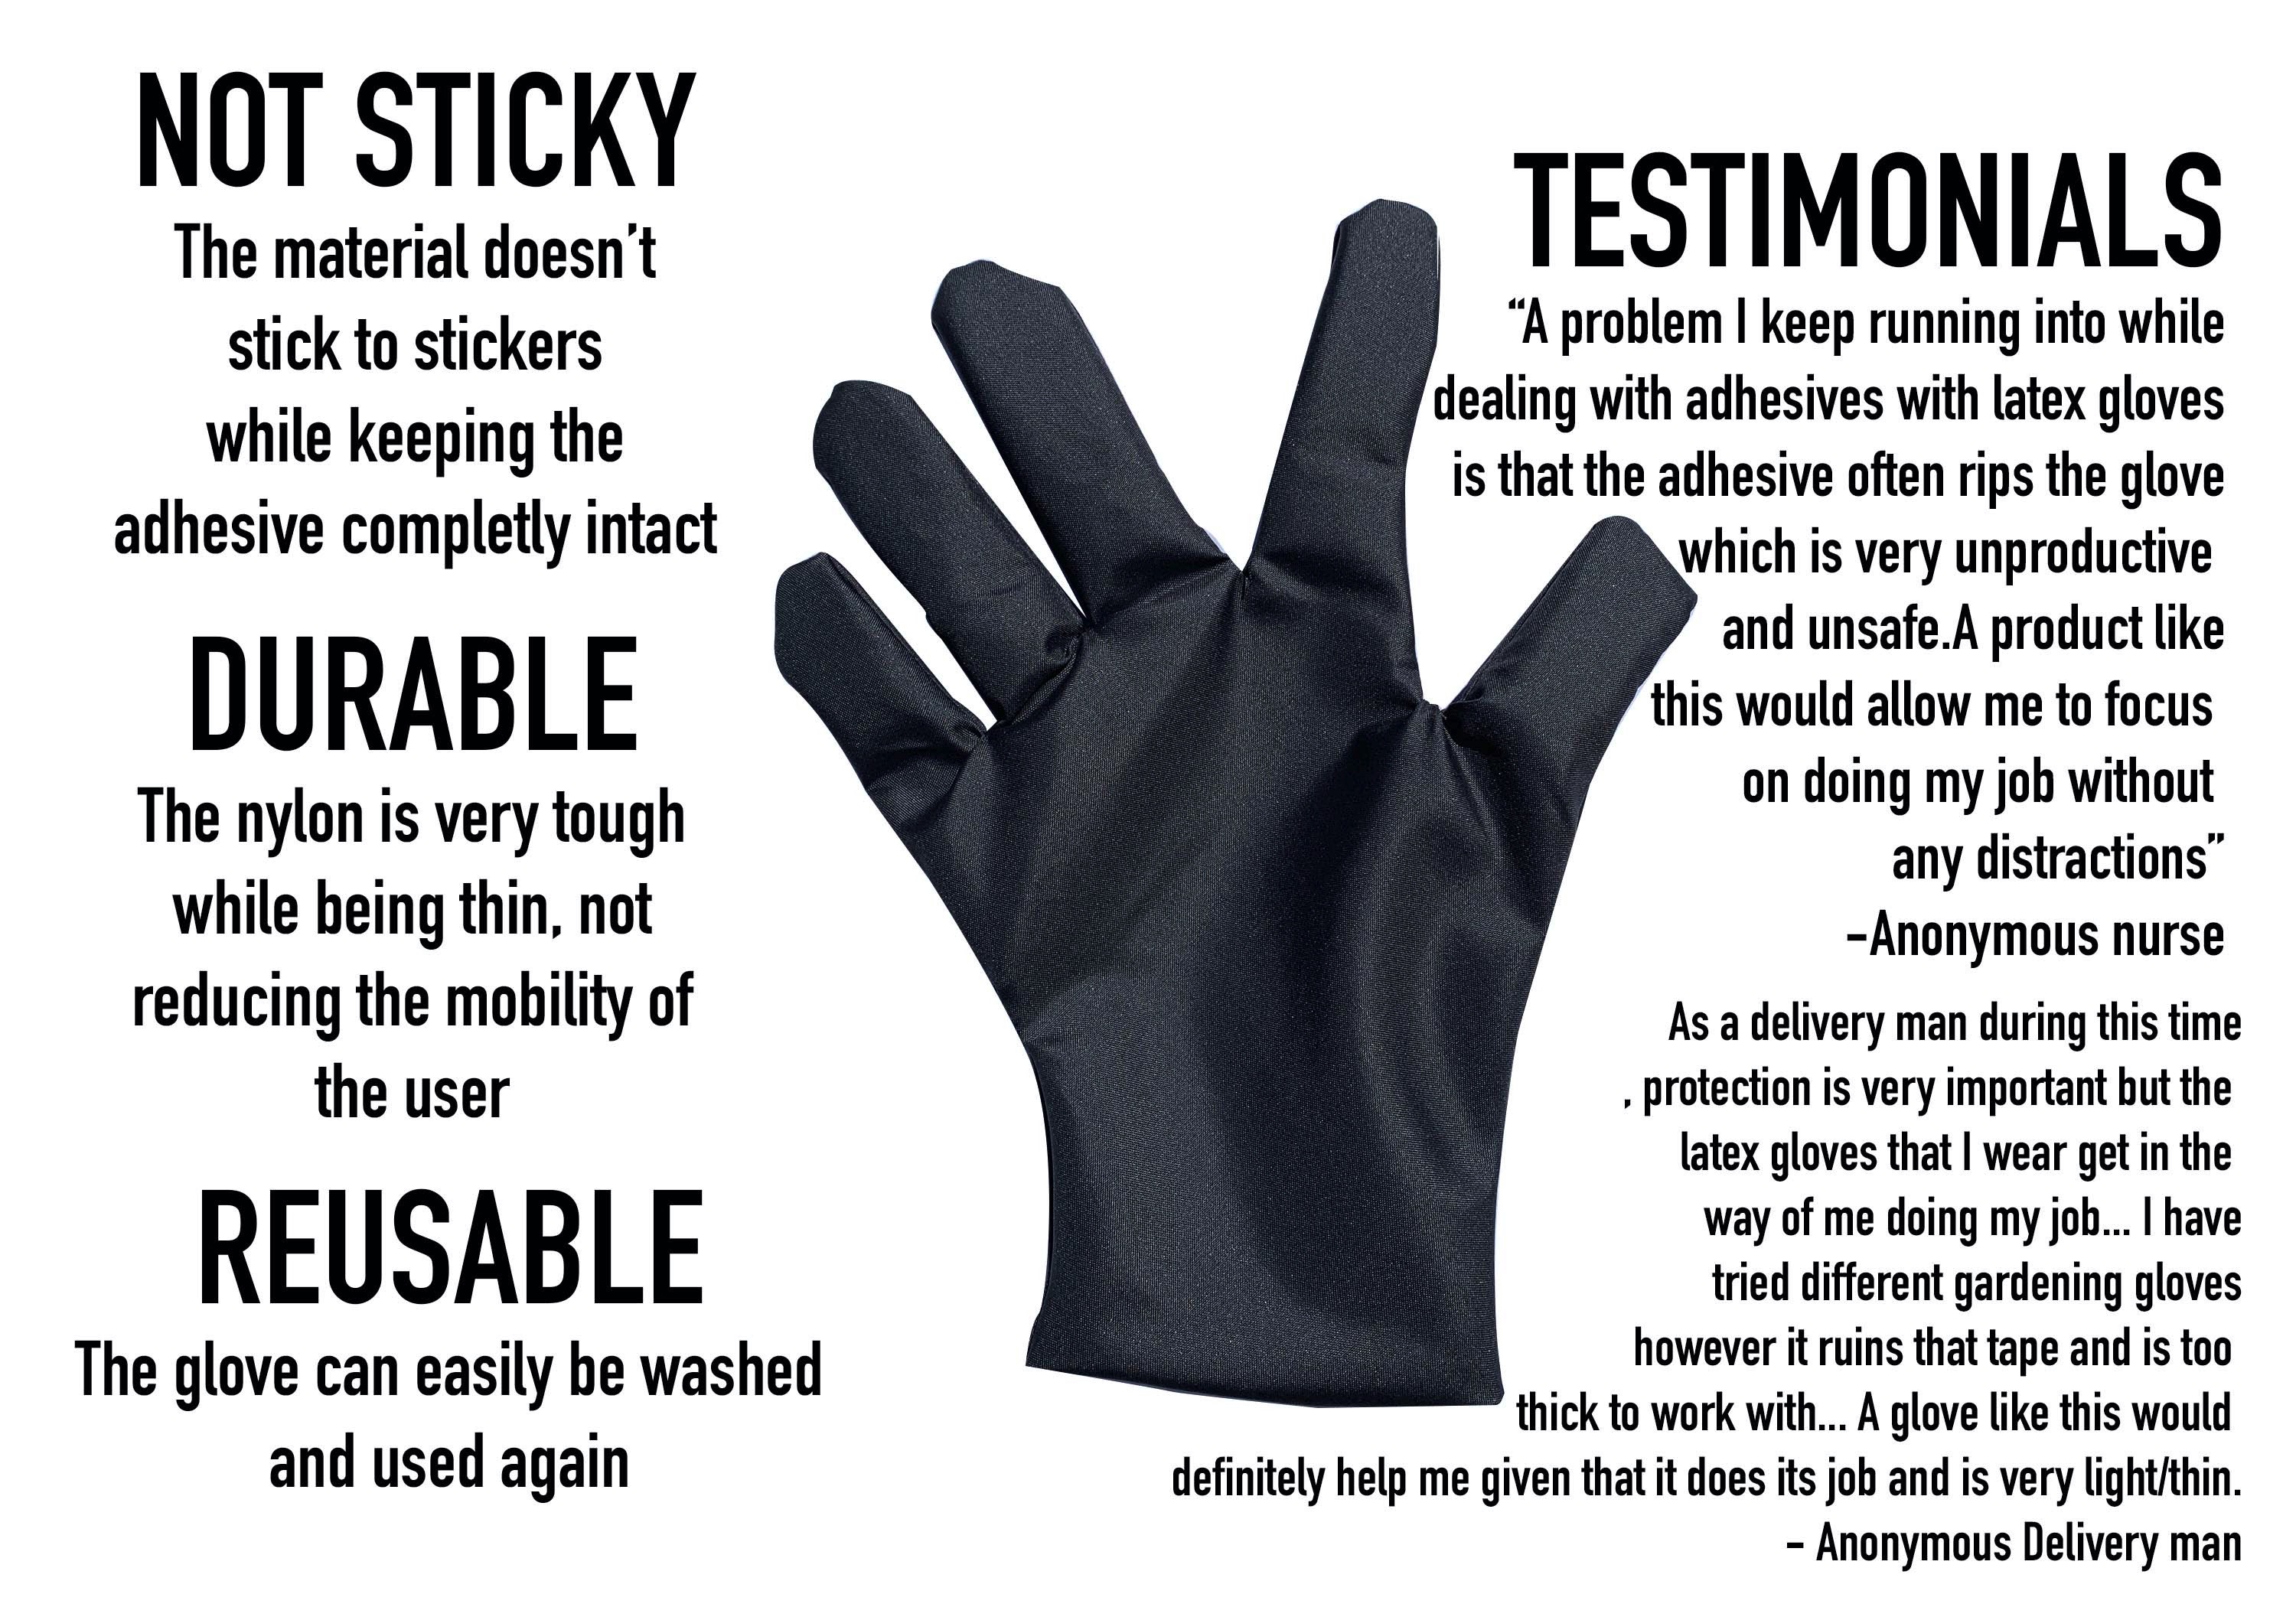 NOT STICKY
The material doesn't
stick to stickers
while keeping the
adhesive completly intact
DURABLE
The nylon is very tough
while being thin, not
reducing the mobility of
the user
REUSABLE
The glove can easily be washed
and used again
TESTIMONIALS
“A problem I keep running into while
dealing with adhesives with latex gloves
is that the adhesive often rips the glove
which is very unproductive
and unsafe.A product like
this would allow me to focus
on doing my job without
any distractions”
-Anonymous nurse
As a delivery man during this time
, protection is very important but the
latex gloves that I wear get in the
way of me doing my job... I have
tried different gardening gloves
however it ruins that tape and is too
thick to work with... A glove like this would
definitely help me given that it does its job and is very light/thin.
- Anonymous Delivery man